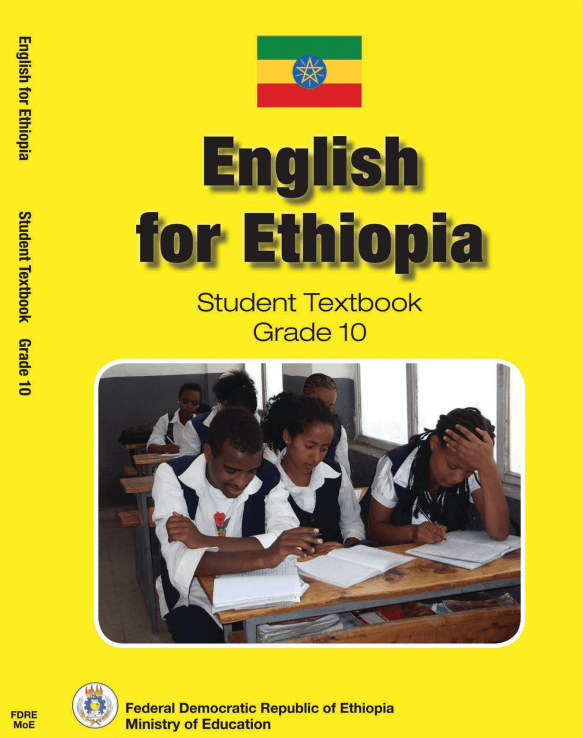 English for Ethiopia Student Textbook Grade 10
FDRE
MoE
English
for Ethiopia
Student Textbook
Grade 10
Federal Democratic Republic of Ethiopia
Ministry of Education